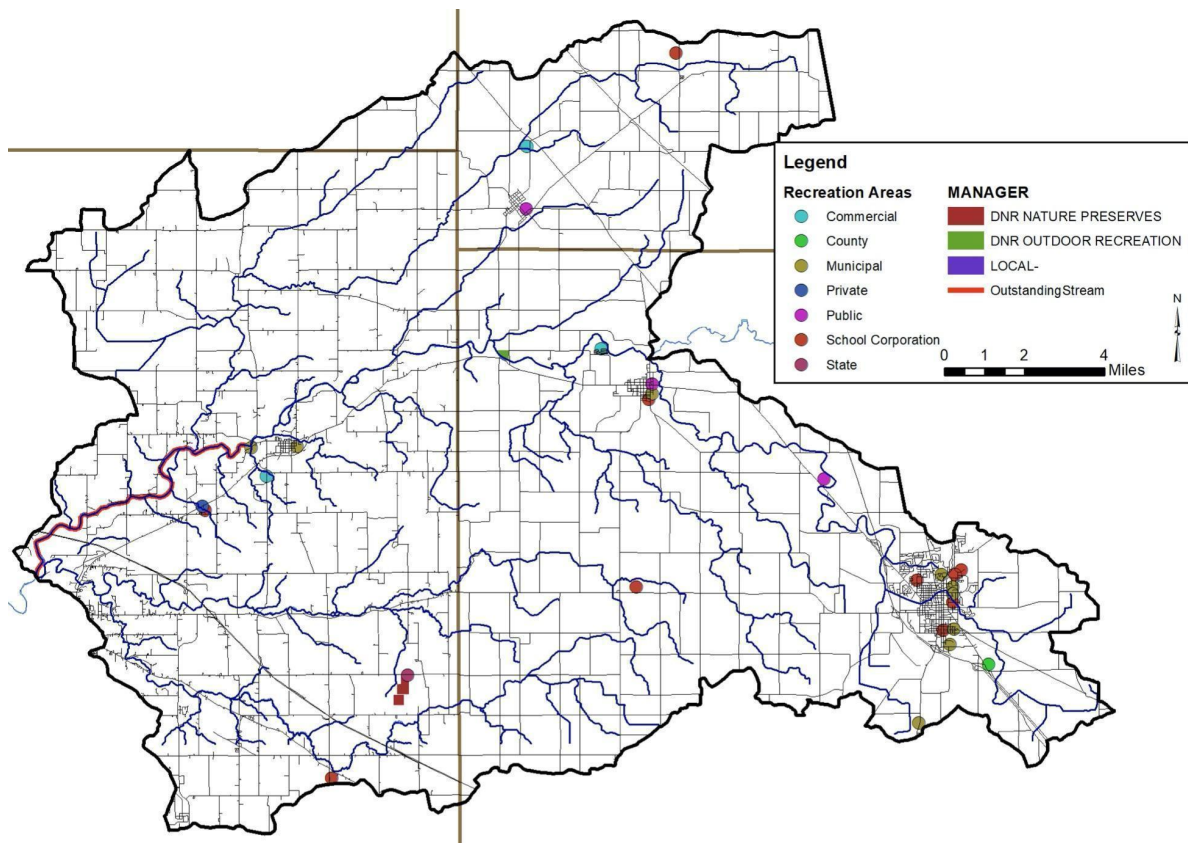 Legend
Recreation Areas
Commercial
County
Municipal
Private
Public
School Corporation
State
MANAGER
DNR NATURE PRESERVES
DNR OUTDOOR RECREATION
LOCAL-
OutstandingStream
N
0 1 2 4
Miles